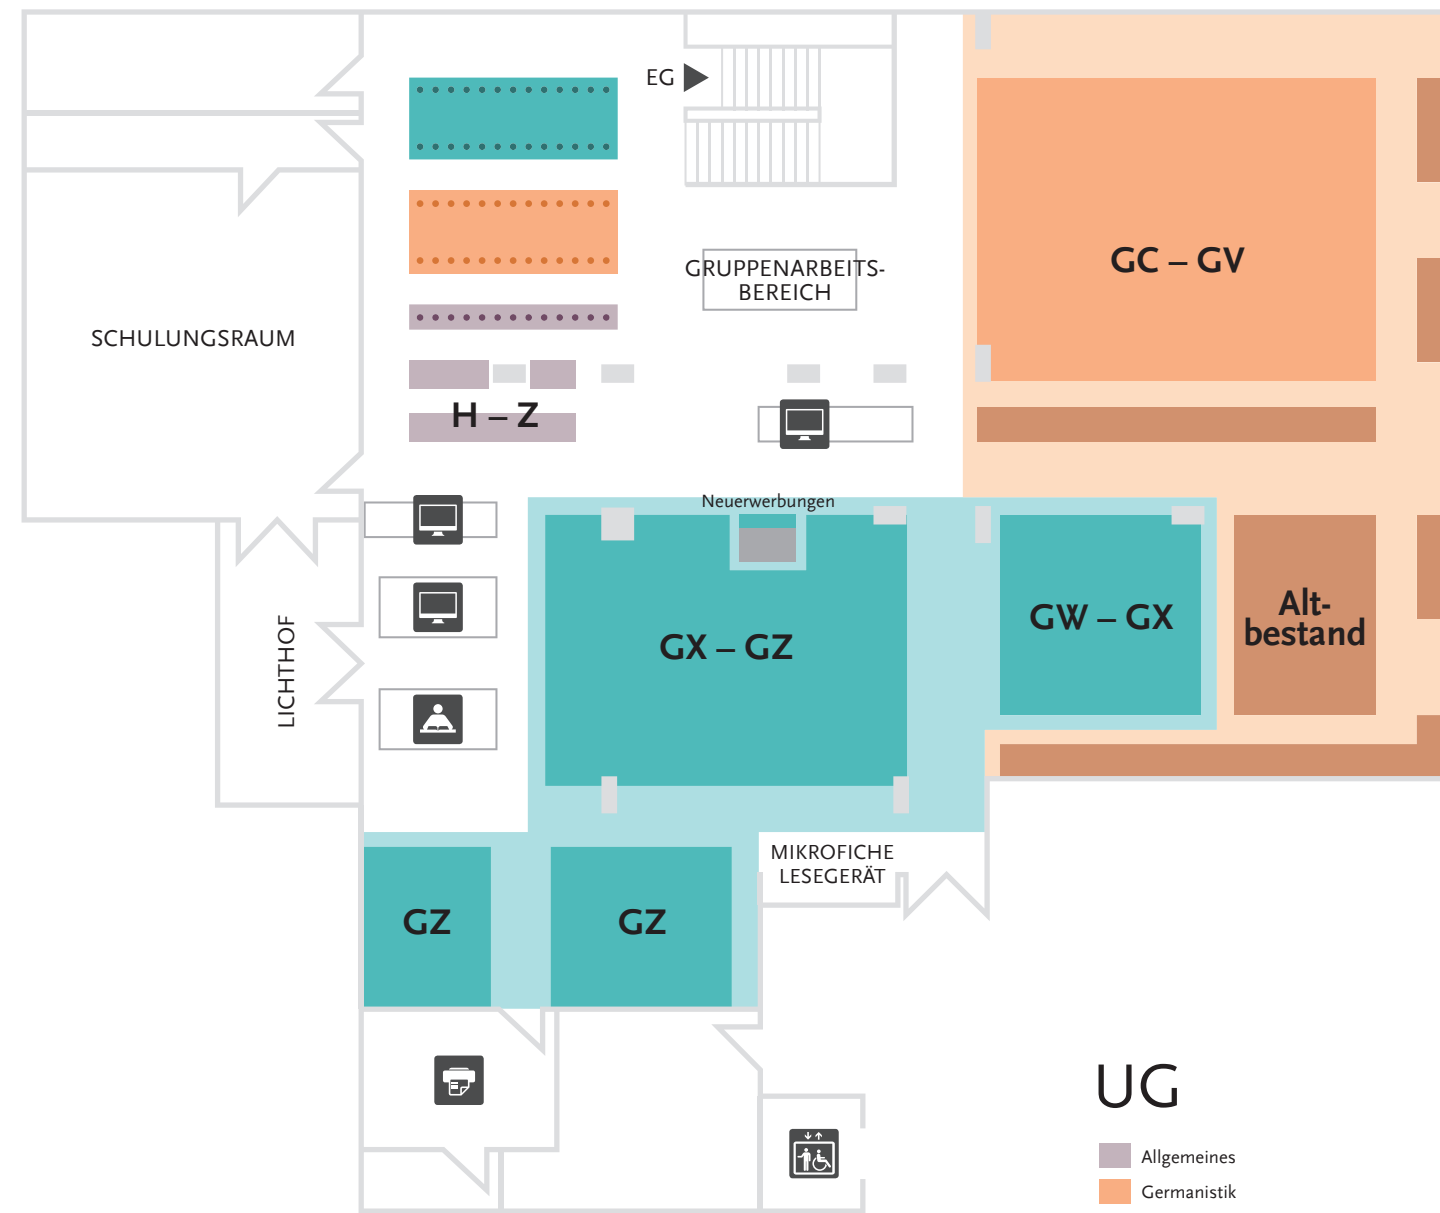 EG
GC – GV
GRUPPENARBEITS-
BEREICH
SCHULUNGSRAUM
H – Z
Neuerwerbungen
GX – GZ
GW – GX
Alt-
bestand
LICHTHOF
MIKROFICHE
LESEGERÄT
GZ
GZ
UG
Allgemeines
Germanistik